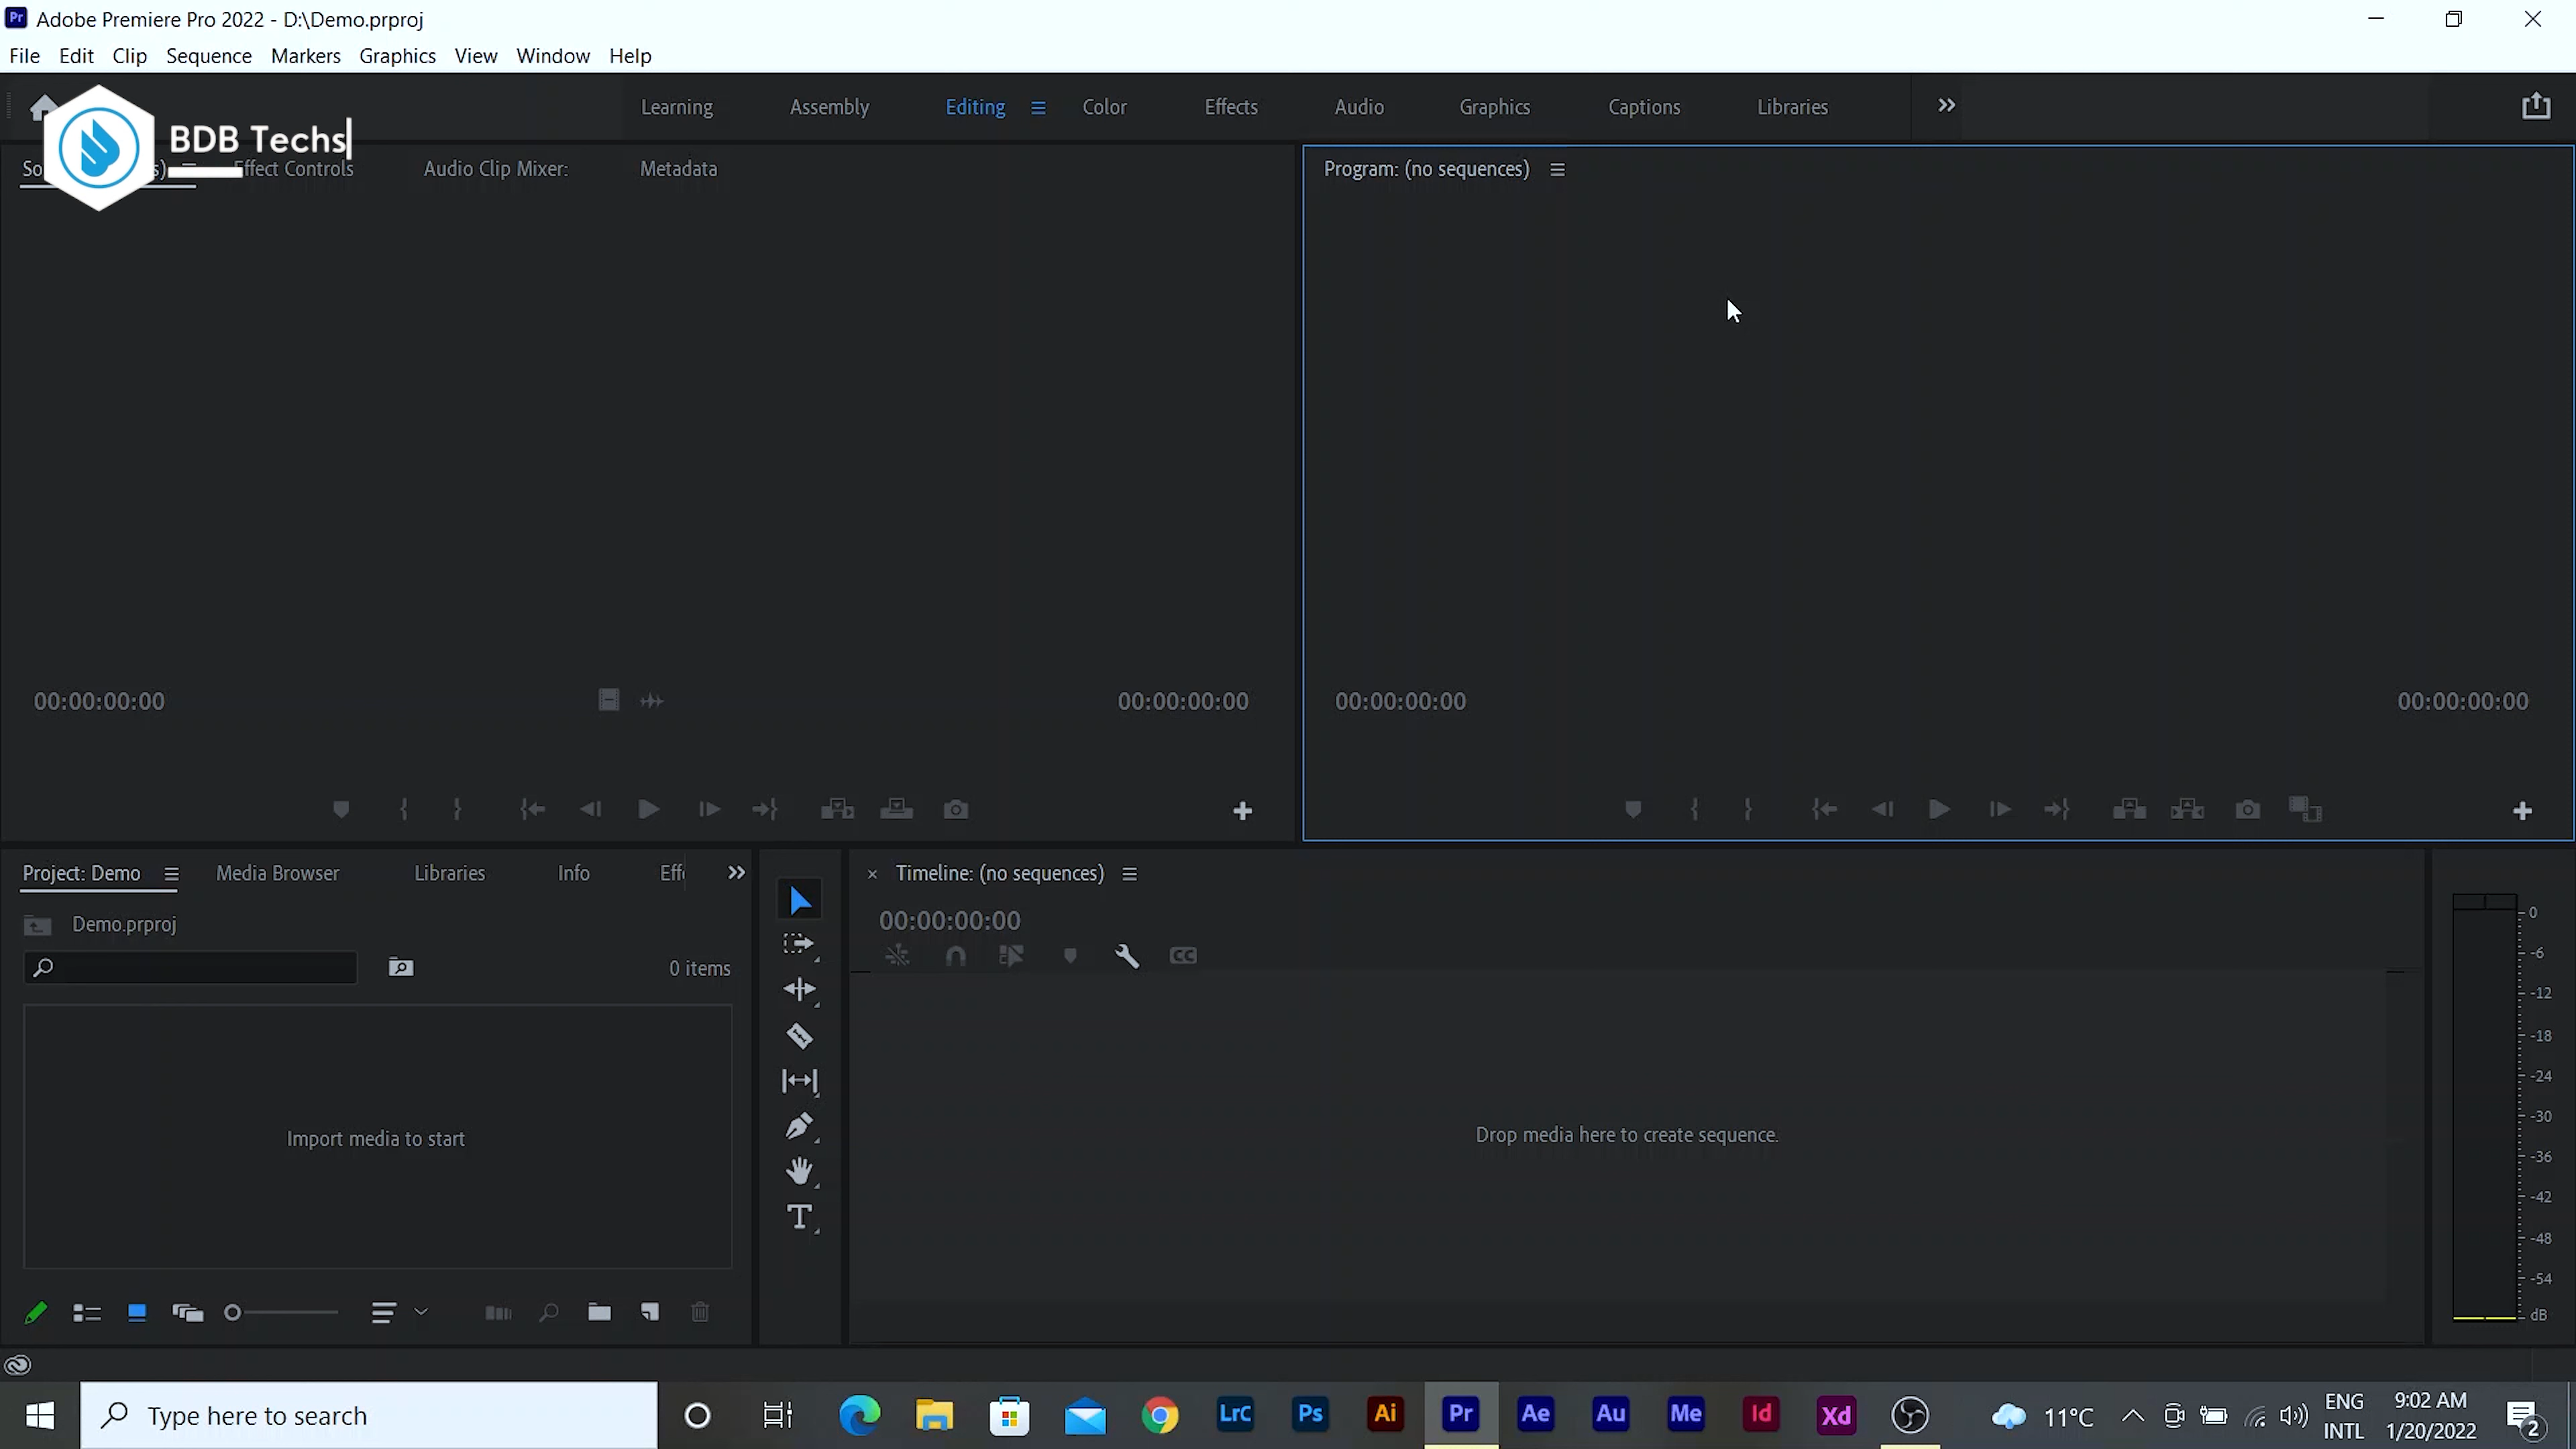 Pr Adobe Premiere Pro 2022 - D:\Demo.prproj
File Edit Clip Sequence Markers Graphics View Window Help
Learning Assembly Editing Color Effects Audio Graphics Captions Libraries
BDB Techs
Effect Controls Audio Clip Mixer: Metadata
Program: (no sequences)
00:00:00:00 00:00:00:00
00:00:00:00 00:00:00:00
Project: Demo Media Browser Libraries Info Effe
Demo.prproj
0 items
Import media to start
Timeline: (no sequences)
00:00:00:00
CC
Drop media here to create sequence.
0
-6
-12
-18
-24
-30
-36
-42
-48
-54
dB
Type here to search
LrC Ps Ai Pr Ae Au Me Id Xd
11°C
ENG
INTL
9:02 AM
1/20/2022
2